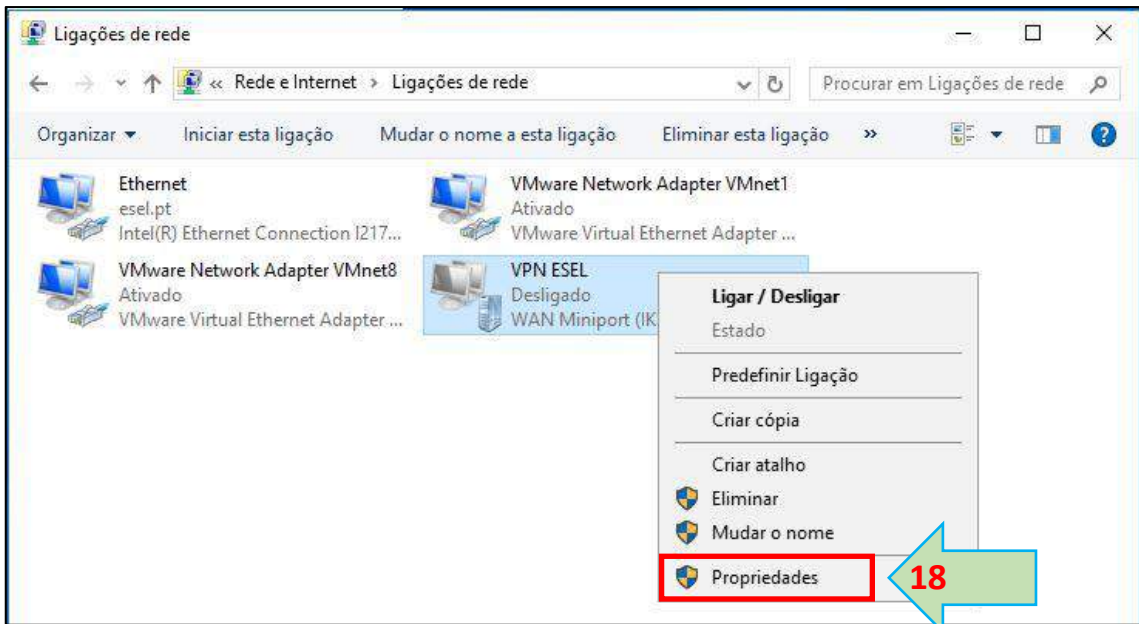 Ligações de rede
« Rede e Internet > Ligações de rede
Procurar em Ligações de rede
Organizar
Iniciar esta ligação
Mudar o nome a esta ligação
Eliminar esta ligação
»
?
Ethernet
esel.pt
Intel(R) Ethernet Connection I217...
VMware Network Adapter VMnet1
Ativado
VMware Virtual Ethernet Adapter ...
VMware Network Adapter VMnet8
Ativado
VMware Virtual Ethernet Adapter ...
VPN ESEL
Desligado
WAN Miniport (IK
Ligar / Desligar
Estado
Predefinir Ligação
Criar cópia
Criar atalho
Eliminar
Mudar o nome
Propriedades
18